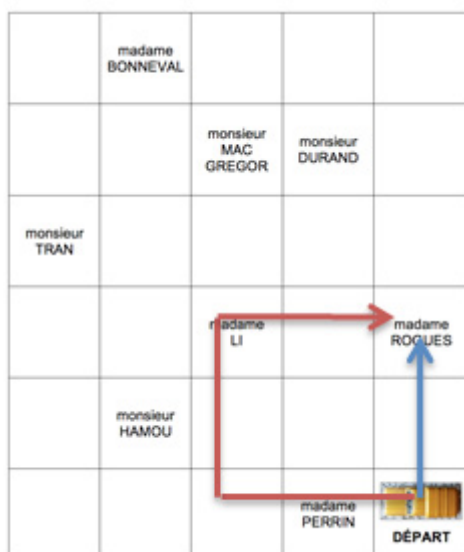 madame
BONNEVAL
monsieur
MAC
GREGOR
monsieur
DURAND
monsieur
TRAN
madame
LI
madame
ROGUES
monsieur
HAMOU
madame
PERRIN
DÉPART